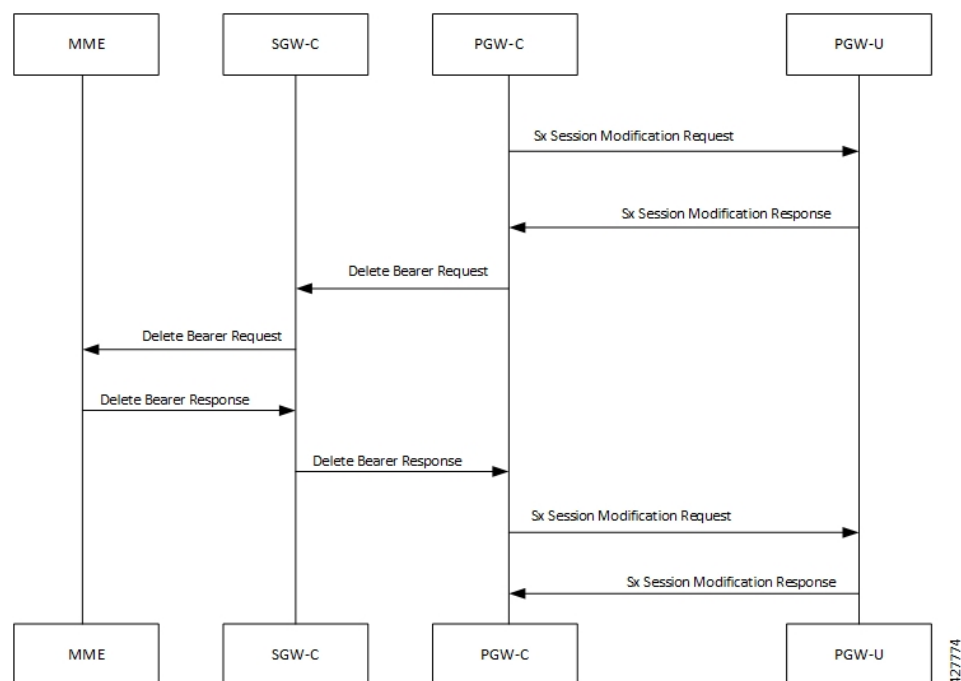 MME
SGW-C
PGW-C
PGW-U
Sx Session Modification Request
Sx Session Modification Response
Delete Bearer Request
Delete Bearer Request
Delete Bearer Response
Delete Bearer Response
Sx Session Modification Request
Sx Session Modification Response
MME
SGW-C
PGW-C
PGW-U
427774